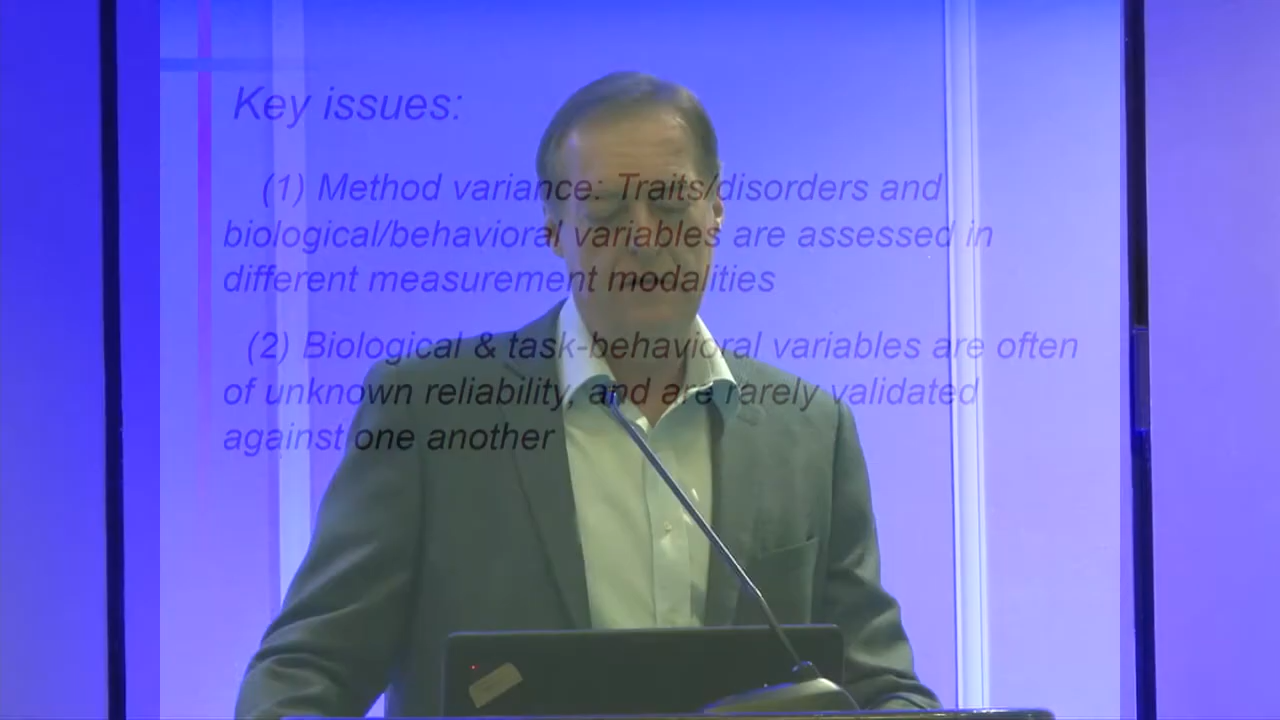 Key issues:
(1) Method variance: Traits/disorders and
biological/behavioral variables are assessed in
different measurement modalities
(2) Biological & task-behavioral variables are often
of unknown reliability, and are rarely validated
against one another